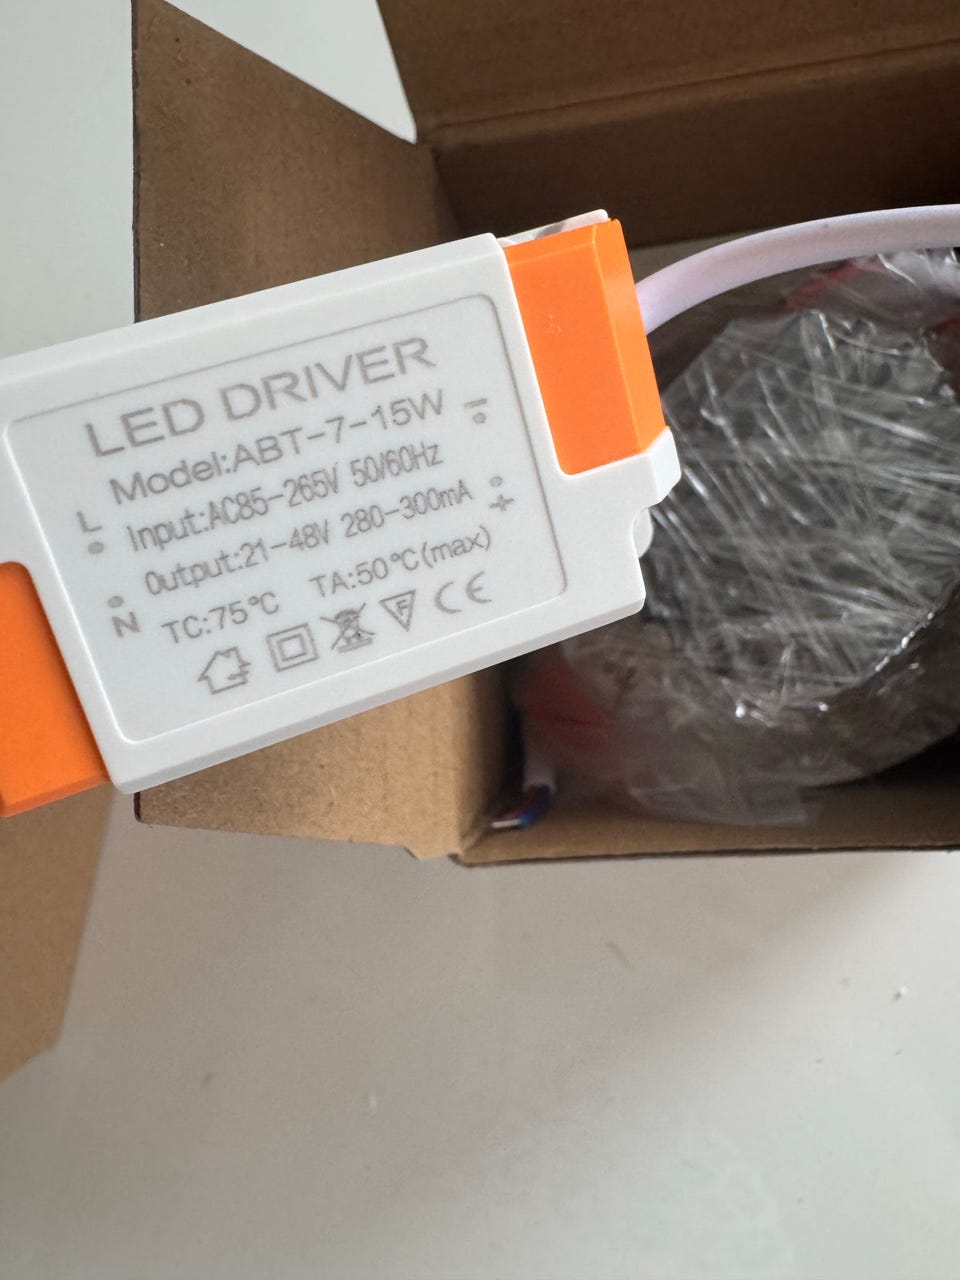 LED DRIVER
Model:ABT-7-15W
Input:AC85-265V 50/60Hz
Output:21-48V 280-300mA
TC:75°C TA:50°C(max)
L
N
-
+
F
CE